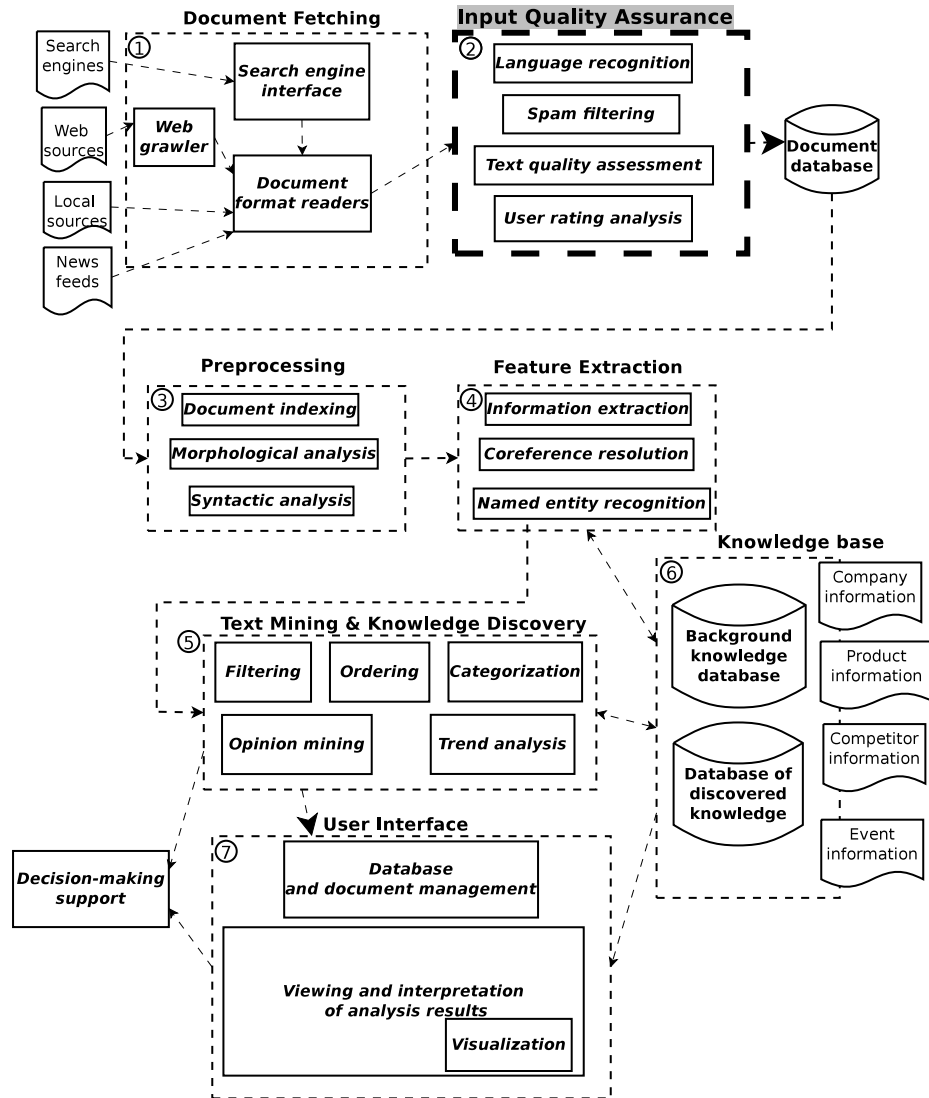 Document Fetching
Input Quality Assurance
Search
engines
1
Search engine
interface
Web
sources
Web
grawler
Document
format readers
Local
sources
News
feeds
2
Language recognition
Spam filtering
Text quality assessment
User rating analysis
Document
database
Preprocessing
3
Document indexing
Morphological analysis
Syntactic analysis
Feature Extraction
4
Information extraction
Coreference resolution
Named entity recognition
Knowledge base
6
Background
knowledge
database
Database of
discovered
knowledge
Company
information
Product
information
Competitor
information
Event
information
Text Mining & Knowledge Discovery
5
Filtering
Ordering
Categorization
Opinion mining
Trend analysis
User Interface
7
Database
and document management
Viewing and interpretation
of analysis results
Visualization
Decision-making
support